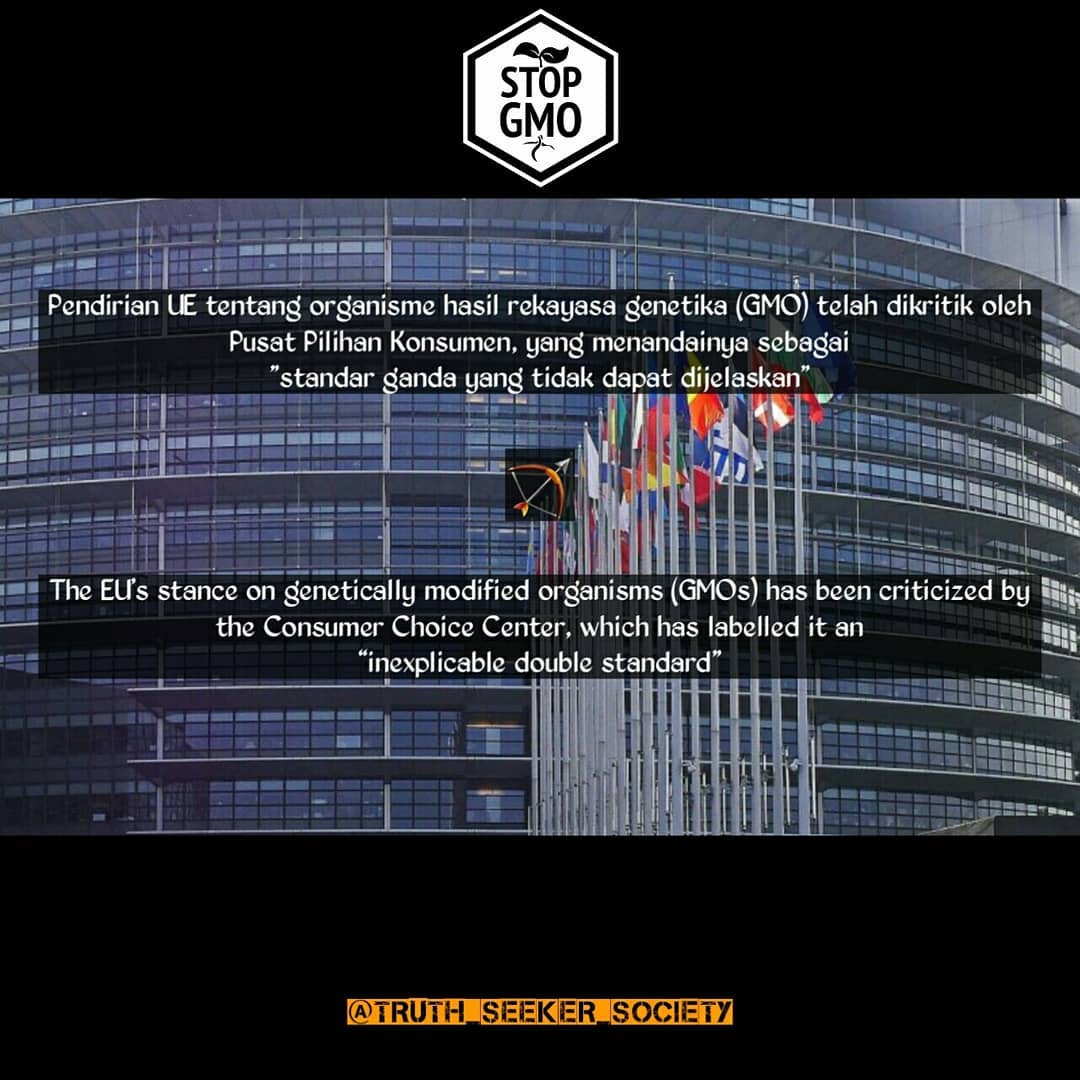 STOP
GMO
Pendirian UE tentang organisme hasil rekayasa genetika (GMO) telah dikritik oleh
Pusat Pilihan Konsumen, yang menandainya sebagai
"standar ganda yang tidak dapat dijelaskan"
The EU's stance on genetically modified organisms (GMOs) has been criticized by
the Consumer Choice Center, which has labelled it an
“inexplicable double standard”
@TRUTH_SEEKER_SOCIETY